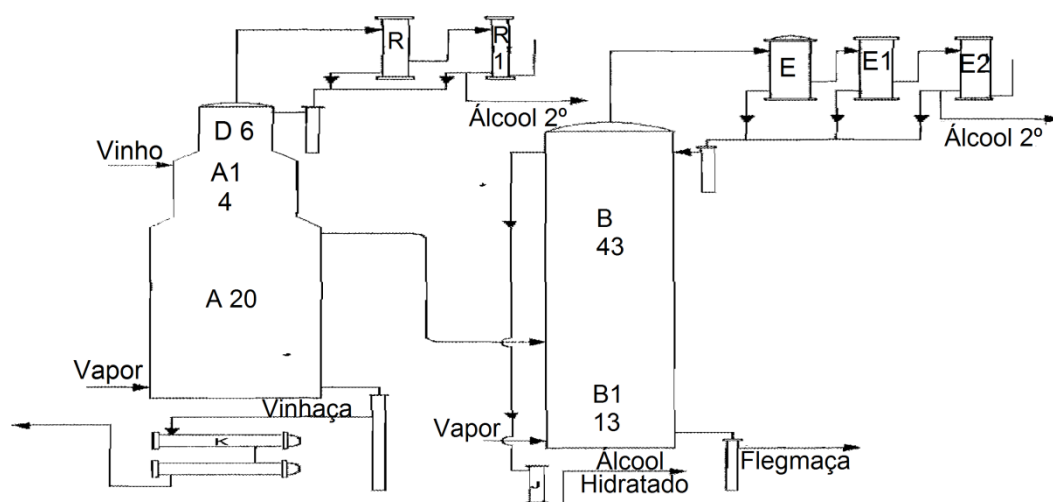 R
R
1
E
E1
E2
D 6
Álcool 2º
Álcool 2º
Vinho
A1
4
B
43
A 20
Vapor
B1
13
Vinhaça
Vapor
K
Álcool
Hidratado
Flegmaça
J